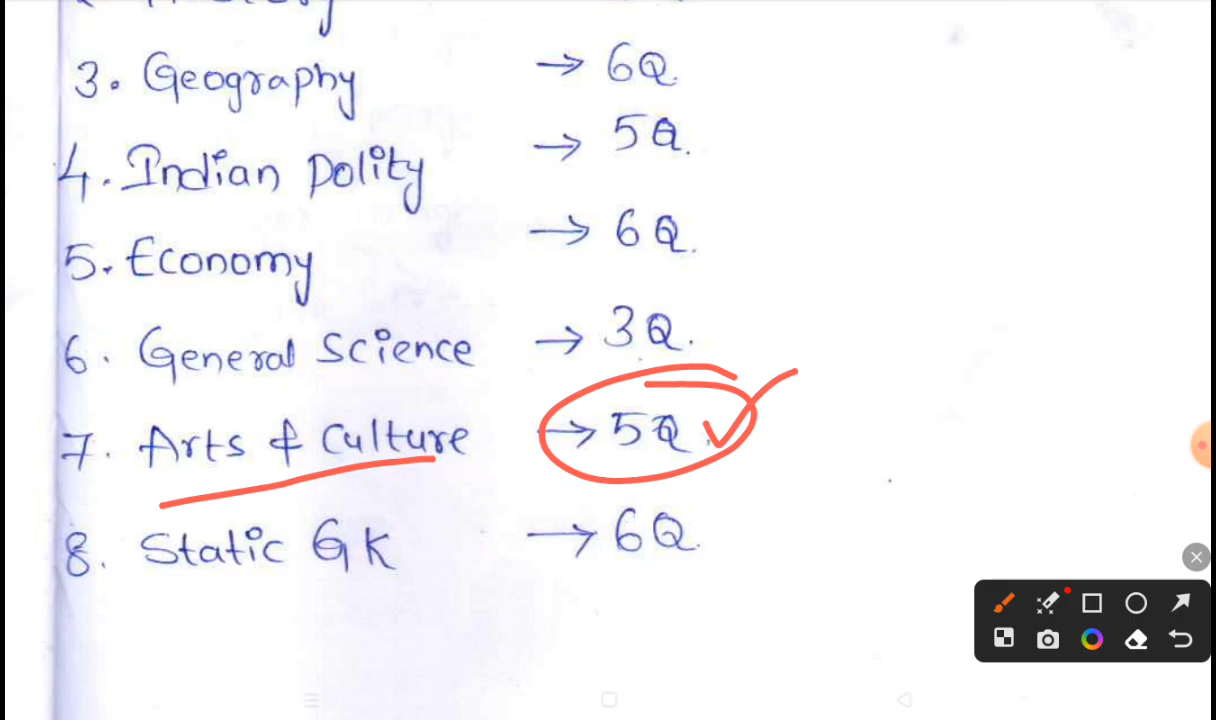 3. Geography → 6Q.
4. Indian Polity → 5Q.
5. Economy → 6Q.
6. General Science → 3Q.
7. Arts & Culture → 5Q.
8. Static GK → 6Q.